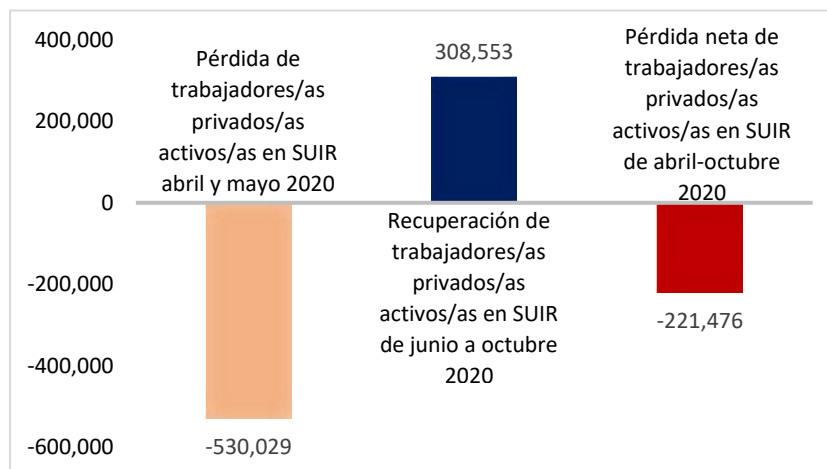 400,000
200,000
0
-200,000
-400,000
-600,000
Pérdida de
trabajadores/as
privados/as
activos/as en SUIR
abril y mayo 2020
-530,029
308,553
Recuperación de
trabajadores/as
privados/as
activos/as en SUIR
de junio a octubre
2020
Pérdida neta de
trabajadores/as
privados/as
activos/as en SUIR
de abril-octubre
2020
-221,476